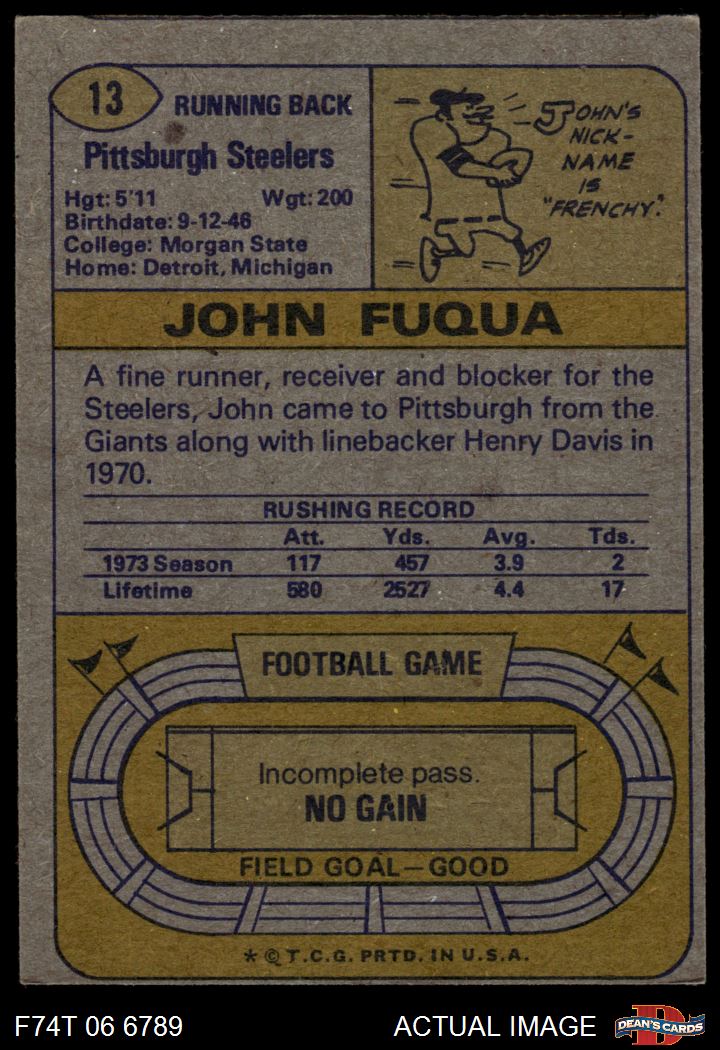 13
RUNNING BACK
Pittsburgh Steelers
Hgt: 5'11 Wgt: 200
Birthdate: 9-12-46
College: Morgan State
Home: Detroit, Michigan
JOHN'S
NICK-
NAME
IS
"FRENCHY".
JOHN FUQUA
A fine runner, receiver and blocker for the
Steelers, John came to Pittsburgh from the
Giants along with linebacker Henry Davis in
1970.
RUSHING RECORD
Att. Yds. Avg. Tds.
1973 Season 117 457 3.9 2
Lifetime 580 2527 4.4 17
FOOTBALL GAME
Incomplete pass.
NO GAIN
FIELD GOAL—GOOD
* © T.C.G. PRTD. IN U.S.A.
F74T 06 6789 ACTUAL IMAGE
DEAN'S CARDS